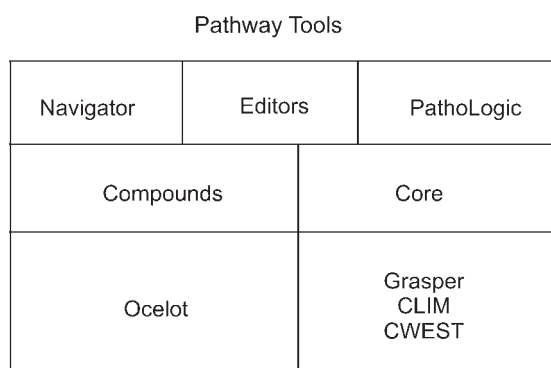 Pathway Tools
Navigator
Editors
PathoLogic
Compounds
Core
Ocelot
Grasper
CLIM
CWEST